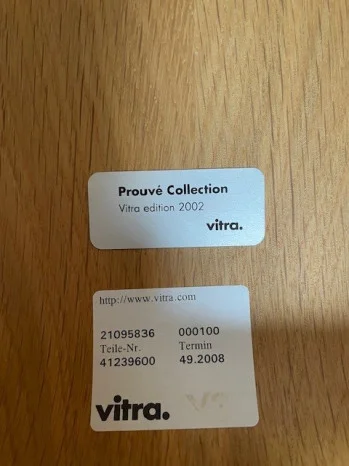 Prouvé Collection
Vitra edition 2002
vitra.
http://www.vitra.com
21095836 000100
Teile-Nr. Termin
41239600 49.2008
vitra.